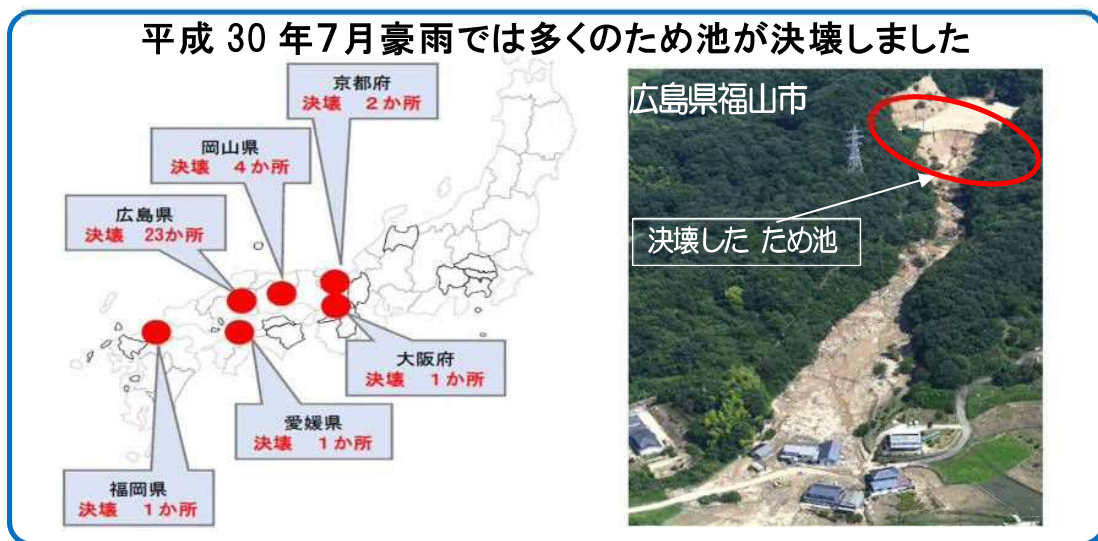 平成 30 年7月豪雨では多くのため池が決壊しました
京都府
決壊 2か所
岡山県
決壊 4か所
広島県
決壊 23か所
大阪府
決壊 1か所
愛媛県
決壊 1か所
福岡県
決壊 1か所
広島県福山市
決壊した ため池